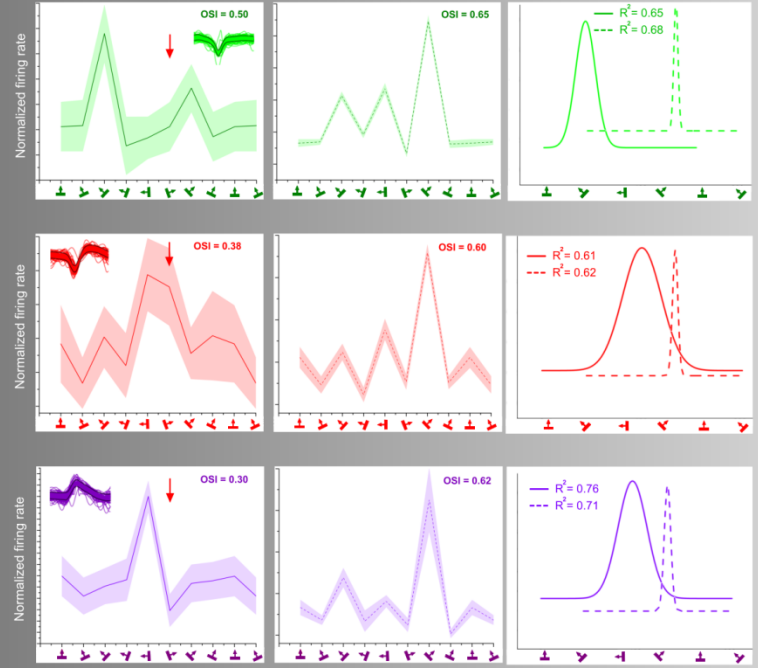 Normalized firing rate
OSI = 0.50
OSI = 0.65
R² = 0.65
R² = 0.68
Normalized firing rate
OSI = 0.38
OSI = 0.60
R² = 0.61
R² = 0.62
Normalized firing rate
OSI = 0.30
OSI = 0.62
R² = 0.76
R² = 0.71